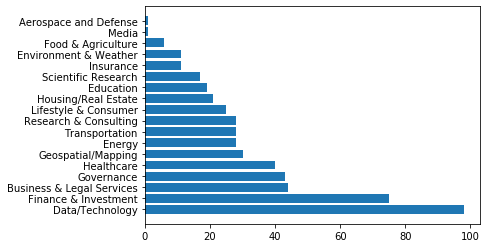 Aerospace and Defense
Media
Food & Agriculture
Environment & Weather
Insurance
Scientific Research
Education
Housing/Real Estate
Lifestyle & Consumer
Research & Consulting
Transportation
Energy
Geospatial/Mapping
Healthcare
Governance
Business & Legal Services
Finance & Investment
Data/Technology
0 20 40 60 80 100